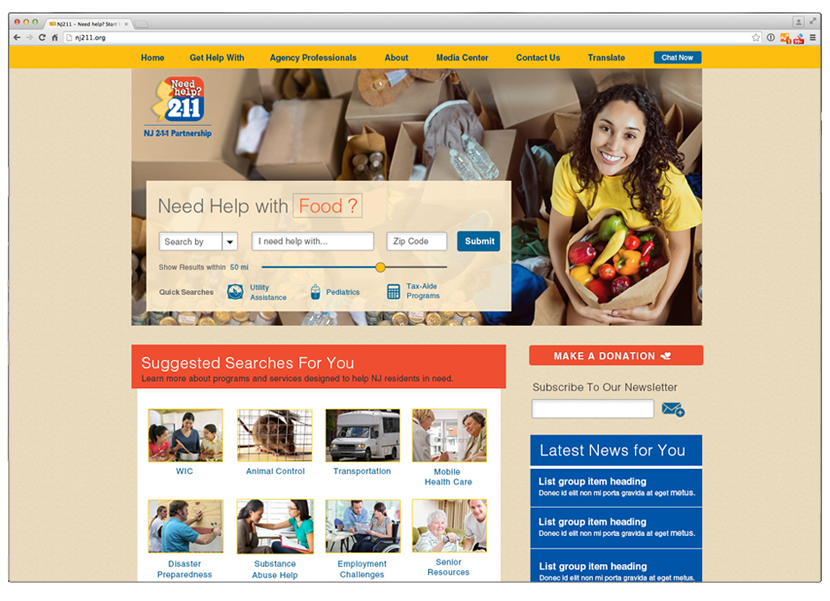 NJ211 - Need help? Start
nj211.org
Home
Get Help With
Agency Professionals
About
Media Center
Contact Us
Translate
Chat Now
Need
help?
2-1-1
NJ 2-1-1 Partnership
Need Help with Food ?
Search by
I need help with...
Zip Code
Submit
Show Results within 50 mi
Quick Searches
Utility
Assistance
Pediatrics
Tax-Aide
Programs
Suggested Searches For You
Learn more about programs and services designed to help NJ residents in need.
WIC
Animal Control
Transportation
Mobile
Health Care
Disaster
Preparedness
Substance
Abuse Help
Employment
Challenges
Senior
Resources
MAKE A DONATION
Subscribe To Our Newsletter
Latest News for You
List group item heading
Donec id elit non mi porta gravida at eget metus.
List group item heading
Donec id elit non mi porta gravida at eget metus.
List group item heading
Donec id elit non mi porta gravida at eget metus.